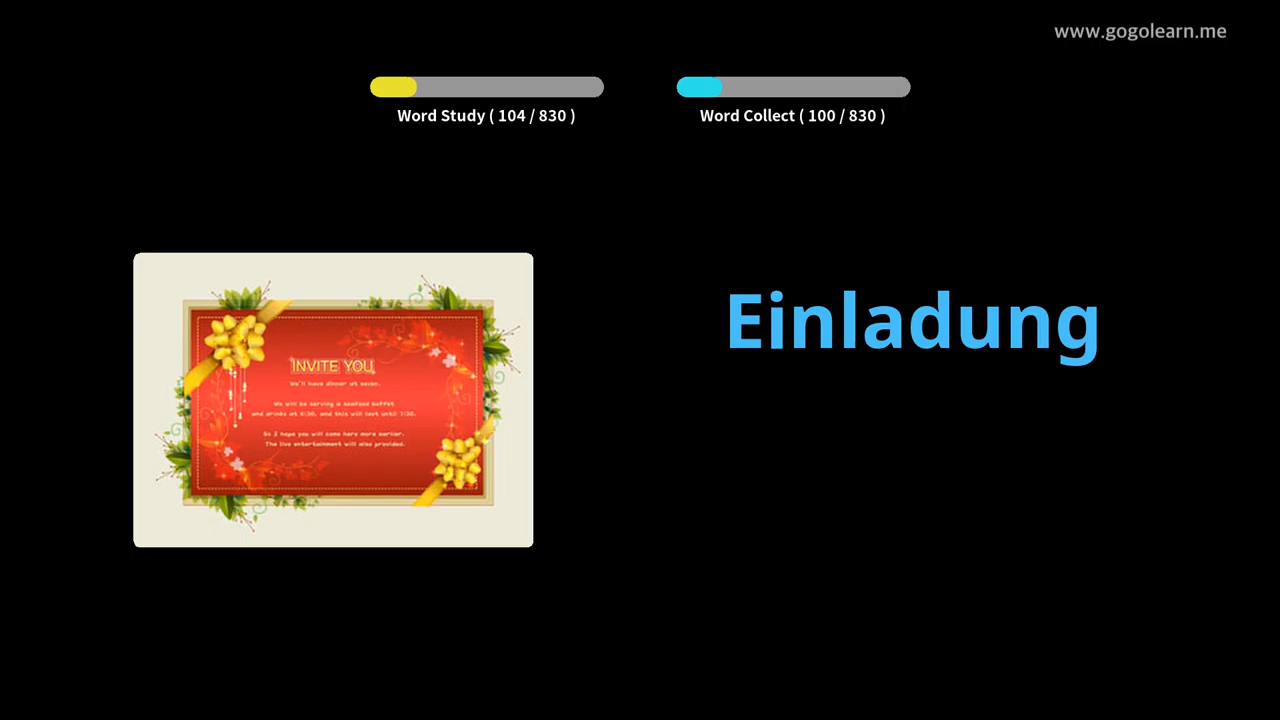 www.gogolearn.me
Word Study ( 104 / 830 )
Word Collect ( 100 / 830 )
Einladung
INVITE YOU
We'll have dinner at seven.
We will be serving a seafood buffet
and drinks at 6:30, and this will last until 7:30.
So I hope you will come here more earlier.
The live entertainment will also provided.